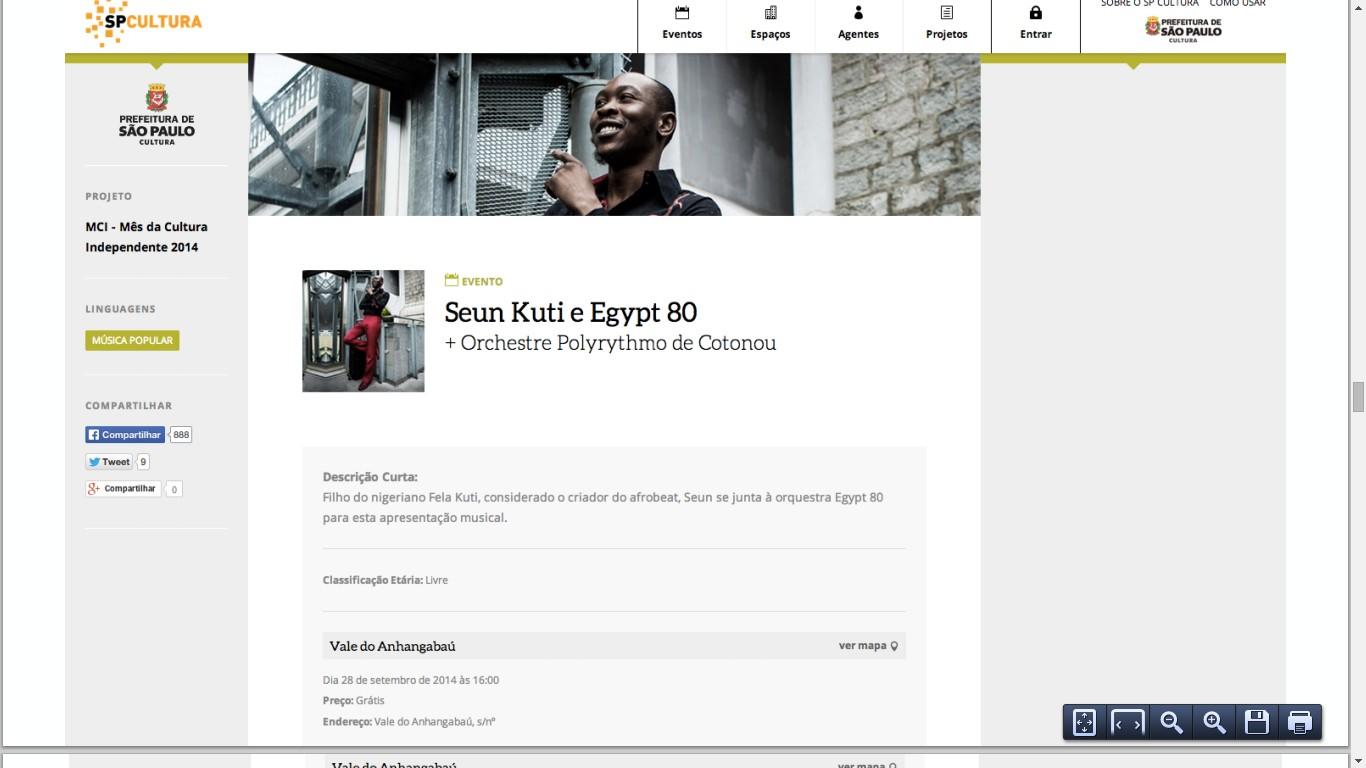 SPCULTURA
Eventos
Espaços
Agentes
Projetos
Entrar
SOBRE O SP CULTURA COMO USAR
PREFEITURA DE
SÃO PAULO
CULTURA
PREFEITURA DE
SÃO PAULO
CULTURA
PROJETO
MCI - Mês da Cultura
Independente 2014
LINGUAGENS
MÚSICA POPULAR
COMPARTILHAR
Compartilhar 888
Tweet 9
Compartilhar 0
EVENTO
Seun Kuti e Egypt 80
+ Orchestre Polyrythmo de Cotonou
Descrição Curta:
Filho do nigeriano Fela Kuti, considerado o criador do afrobeat, Seun se junta à orquestra Egypt 80
para esta apresentação musical.
Classificação Etária: Livre
Vale do Anhangabaú ver mapa
Dia 28 de setembro de 2014 às 16:00
Preço: Grátis
Endereço: Vale do Anhangabaú, s/nº
Vale do Anhangabaú ver mapa